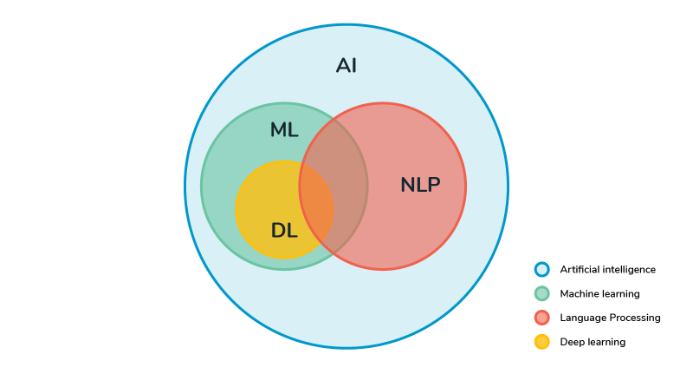 AI
ML
NLP
DL
Artificial intelligence
Machine learning
Language Processing
Deep learning